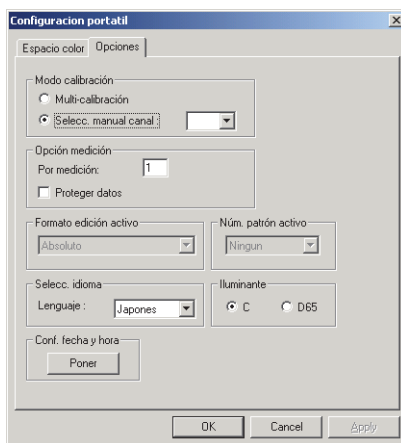 Configuracion portatil
Espacio color Opciones
Modo calibración
Multi-calibración
Selecc. manual canal :
Opción medición
Por medición: 1
Proteger datos
Formato edición activo Núm. patrón activo
Absoluto Ningun
Selecc. idioma Iluminante
Lenguaje : Japones C D65
Conf. fecha y hora
Poner
OK Cancel Apply